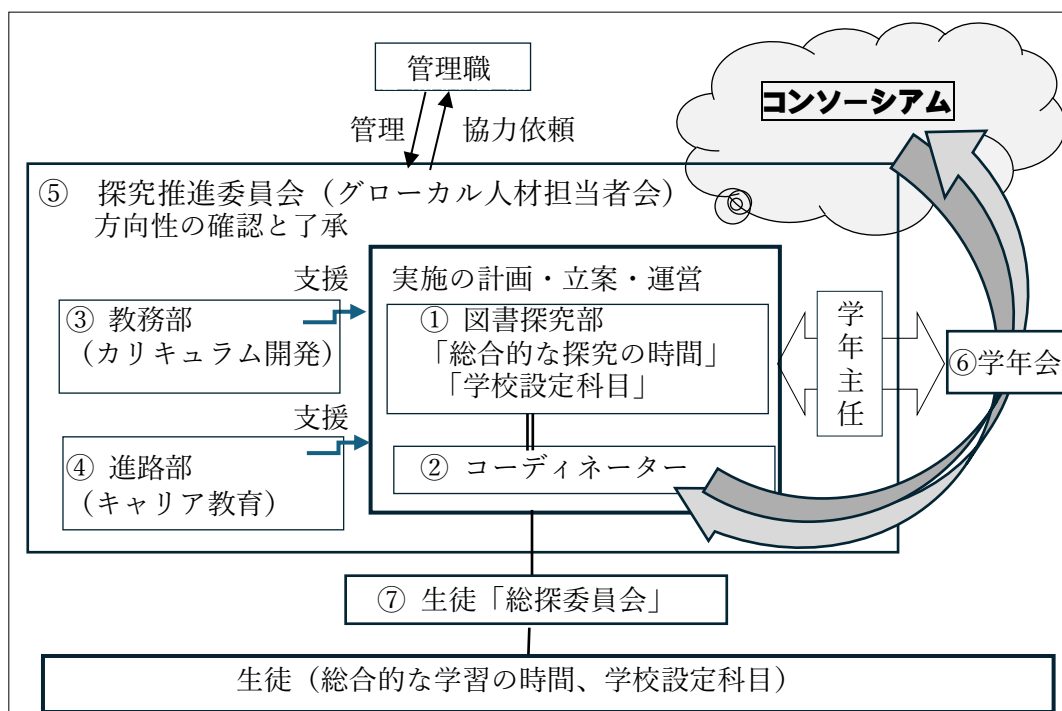 管理職
コンソーシアム
管理
協力依頼
⑤ 探究推進委員会（グローカル人材担当者会）
方向性の確認と了承
支援
実施の計画・立案・運営
③ 教務部
（カリキュラム開発）
① 図書探究部
「総合的な探究の時間」
「学校設定科目」
学年主任
⑥学年会
支援
④ 進路部
（キャリア教育）
② コーディネーター
⑦ 生徒「総探委員会」
生徒（総合的な学習の時間、学校設定科目）